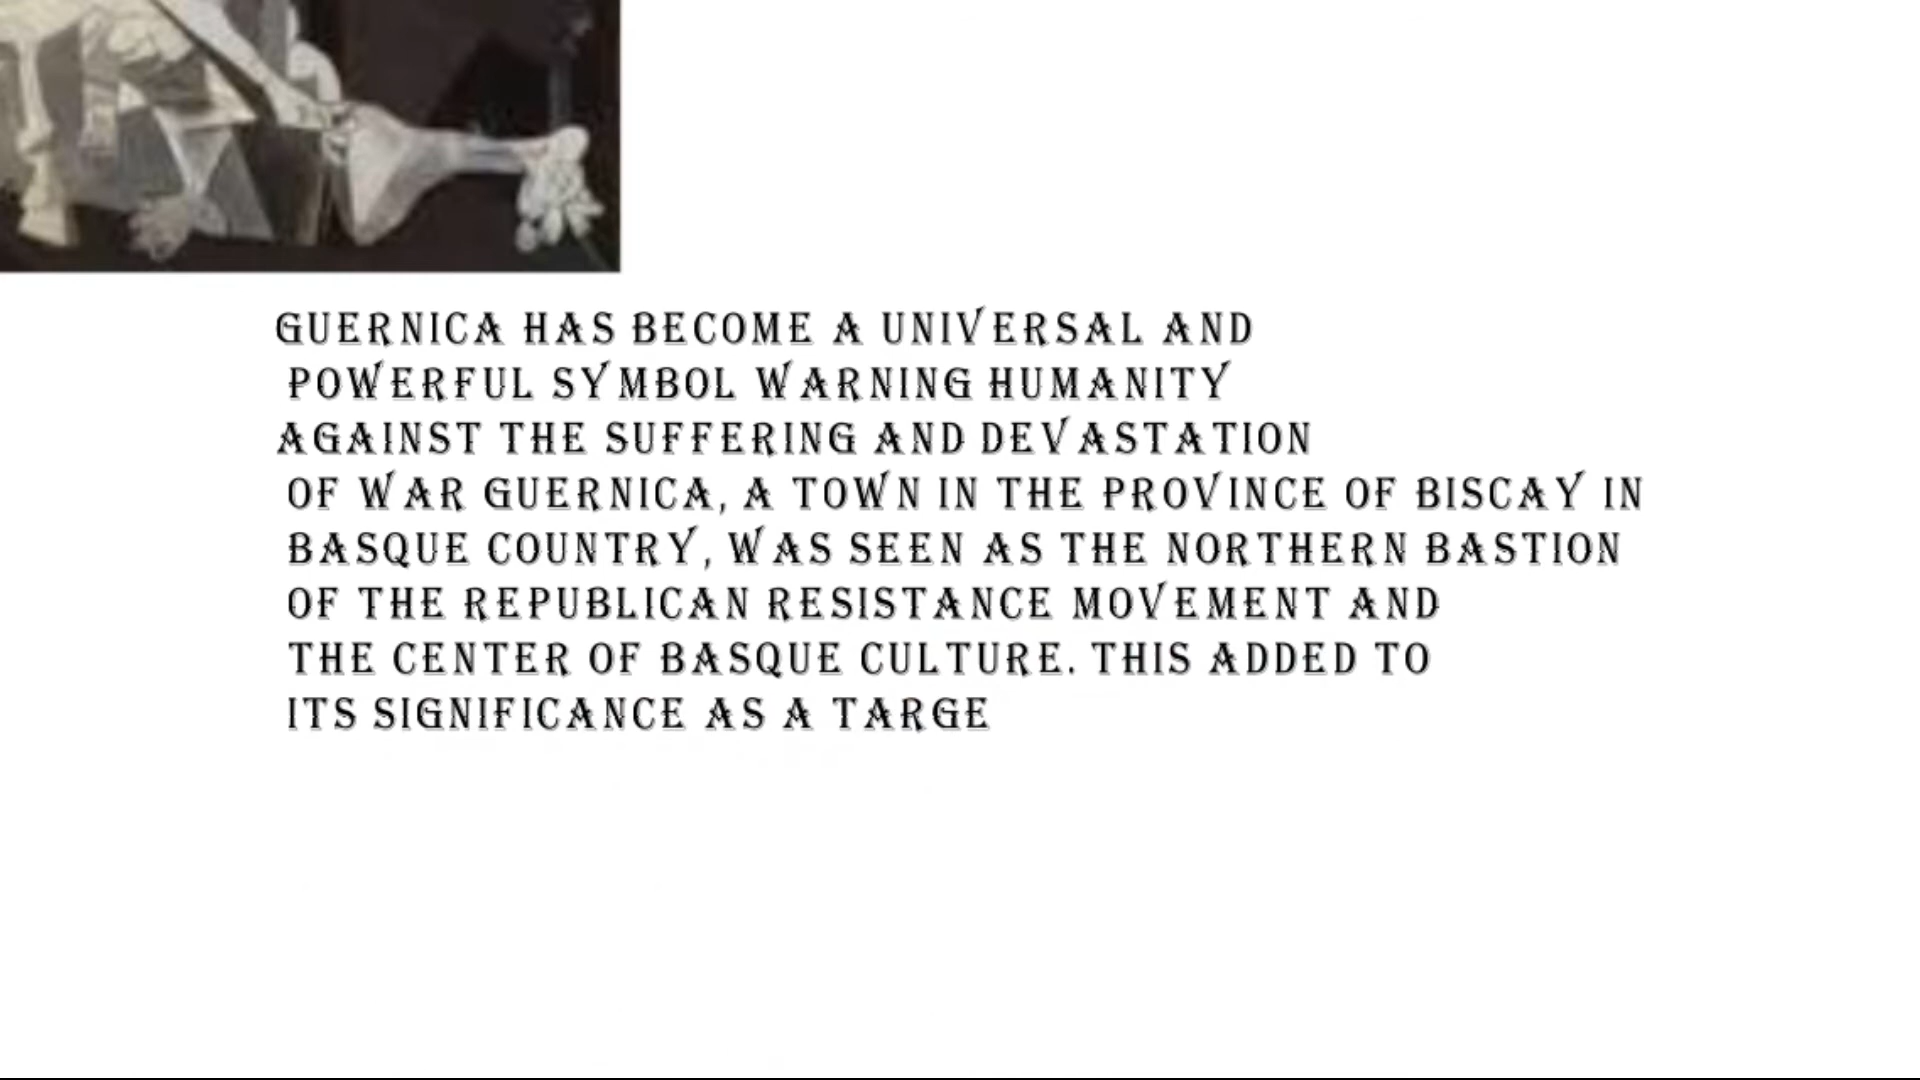 GUERNICA HAS BECOME A UNIVERSAL AND
POWERFUL SYMBOL WARNING HUMANITY
AGAINST THE SUFFERING AND DEVASTATION
OF WAR GUERNICA, A TOWN IN THE PROVINCE OF BISCAY IN
BASQUE COUNTRY, WAS SEEN AS THE NORTHERN BASTION
OF THE REPUBLICAN RESISTANCE MOVEMENT AND
THE CENTER OF BASQUE CULTURE. THIS ADDED TO
ITS SIGNIFICANCE AS A TARGE